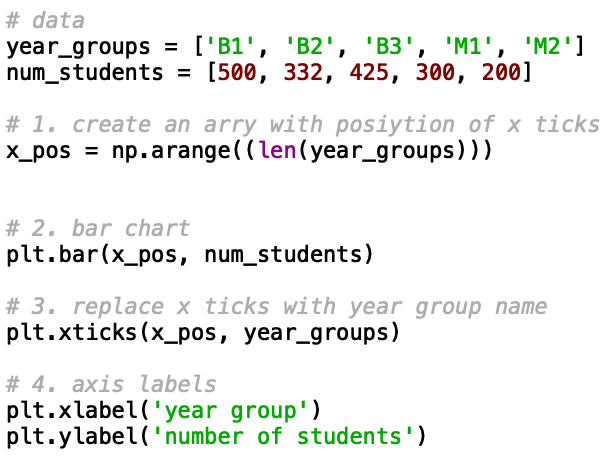 # data
year_groups = ['B1', 'B2', 'B3', 'M1', 'M2']
num_students = [500, 332, 425, 300, 200]
# 1. create an arry with posiytion of x ticks
x_pos = np.arange((len(year_groups)))
# 2. bar chart
plt.bar(x_pos, num_students)
# 3. replace x ticks with year group name
plt.xticks(x_pos, year_groups)
# 4. axis labels
plt.xlabel('year group')
plt.ylabel('number of students')